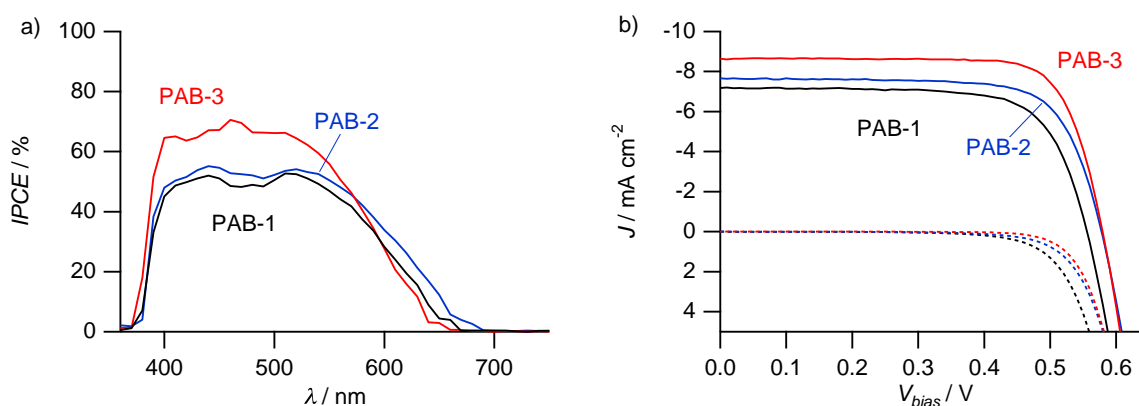 a)
IPCE / %
100
80
60
40
20
0
PAB-3
PAB-2
PAB-1
400
500
600
700
λ / nm
b)
J / mA cm-2
-10
-8
-6
-4
-2
0
2
4
PAB-3
PAB-1
PAB-2
0.0
0.1
0.2
0.3
0.4
0.5
0.6
Vbias / V